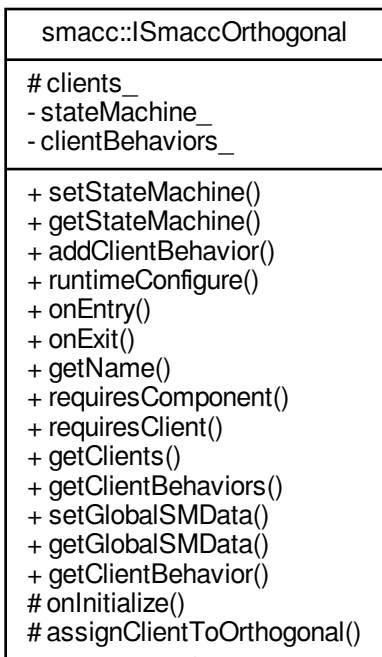 smacc::ISmaccOrthogonal
# clients_
- stateMachine_
- clientBehaviors_
+ setStateMachine()
+ getStateMachine()
+ addClientBehavior()
+ runtimeConfigure()
+ onEntry()
+ onExit()
+ getName()
+ requiresComponent()
+ requiresClient()
+ getClients()
+ getClientBehaviors()
+ setGlobalSMData()
+ getGlobalSMData()
+ getClientBehavior()
# onInitialize()
# assignClientToOrthogonal()